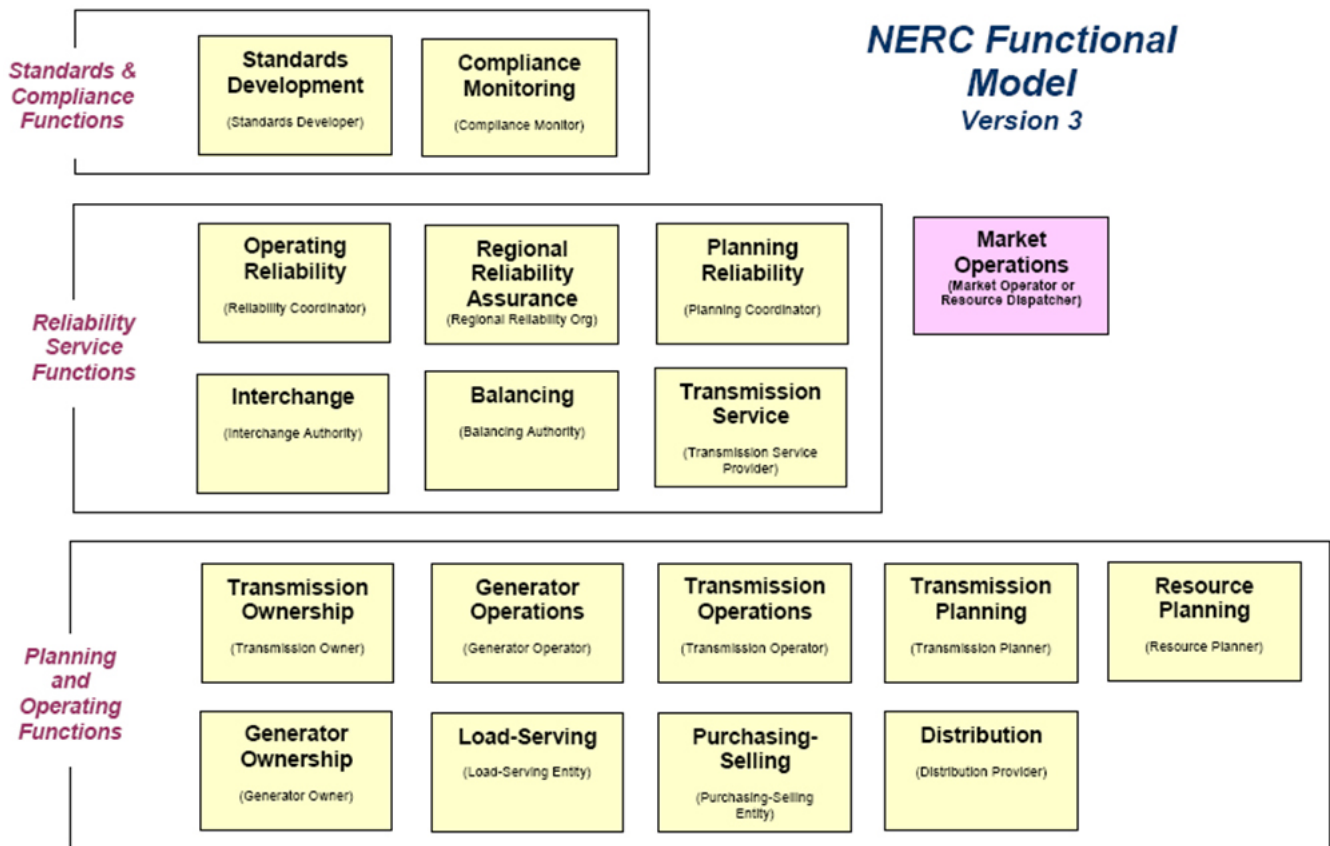 NERC Functional
Model
Version 3
Standards &
Compliance
Functions
Standards
Development
(Standards Developer)
Compliance
Monitoring
(Compliance Monitor)
Reliability
Service
Functions
Operating
Reliability
(Reliability Coordinator)
Regional
Reliability
Assurance
(Regional Reliability Org)
Planning
Reliability
(Planning Coordinator)
Market
Operations
(Market Operator or
Resource Dispatcher)
Interchange
(Interchange Authority)
Balancing
(Balancing Authority)
Transmission
Service
(Transmission Service
Provider)
Planning
and
Operating
Functions
Transmission
Ownership
(Transmission Owner)
Generator
Operations
(Generator Operator)
Transmission
Operations
(Transmission Operator)
Transmission
Planning
(Transmission Planner)
Resource
Planning
(Resource Planner)
Generator
Ownership
(Generator Owner)
Load-Serving
(Load-Serving Entity)
Purchasing-
Selling
(Purchasing-Selling
Entity)
Distribution
(Distribution Provider)